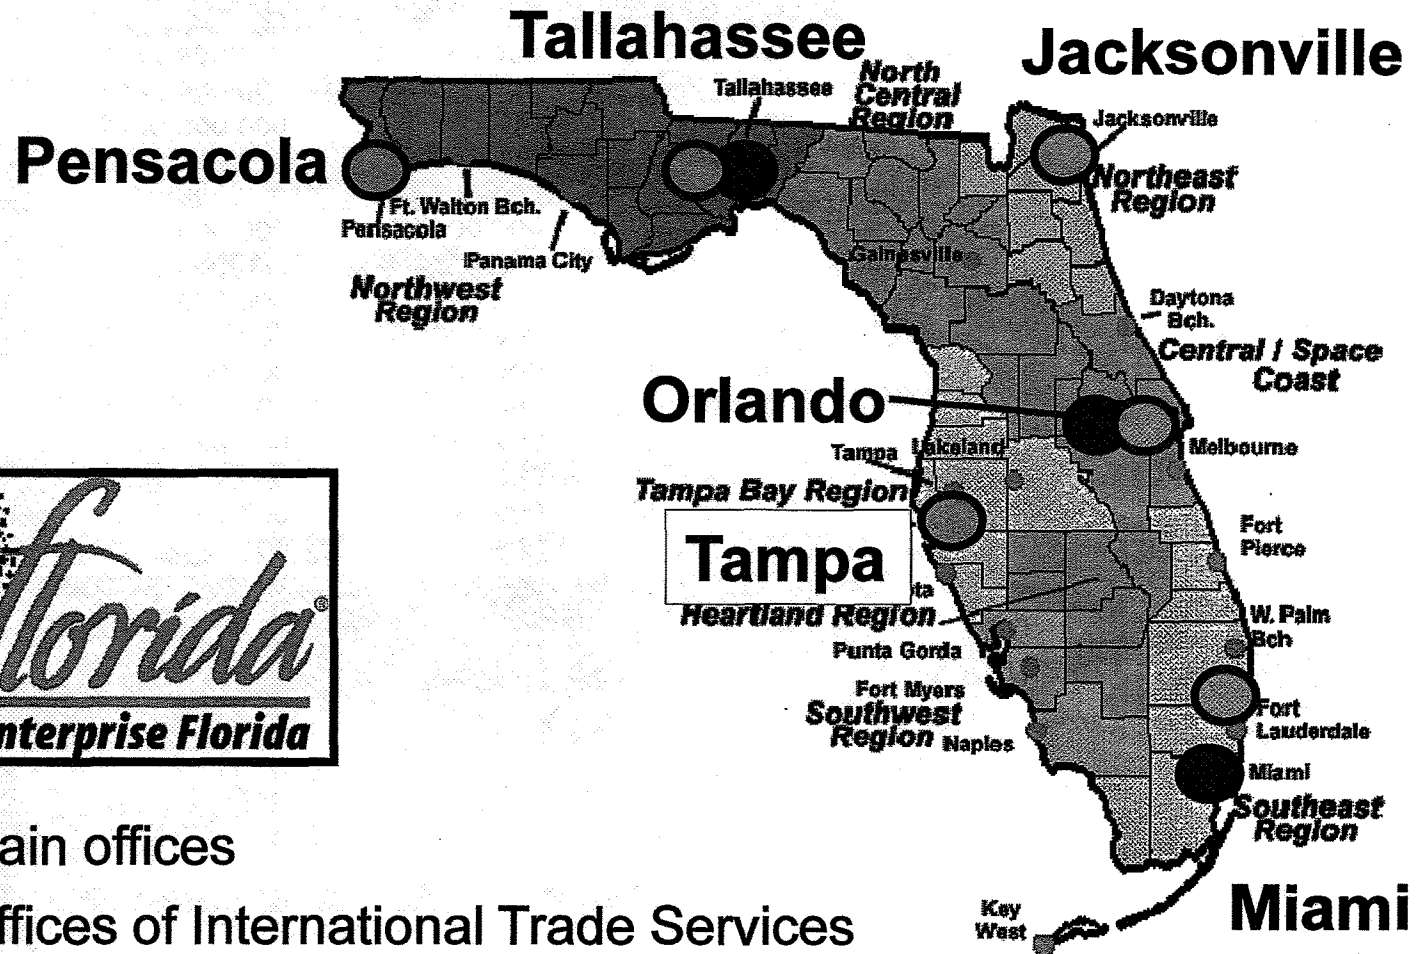 Tallahassee
Jacksonville
Tallahassee
North
Central
Region
Jacksonville
Pensacola
Northeast
Region
Ft. Walton Bch.
Pensacola
Panama City
Gainesville
Northwest
Region
Daytona
Bch.
Central / Space
Coast
Orlando
Tampa
Lakeland
Melbourne
Tampa Bay Region
Fort
Pierce
Tampa
ta
Heartland Region
W. Palm
Bch
Punta Gorda
florida®
nterprise Florida
Fort Myers
Southwest
Region
Naples
Fort
Lauderdale
Miami
Southeast
Region
ain offices
Miami
ffices of International Trade Services
Key
West